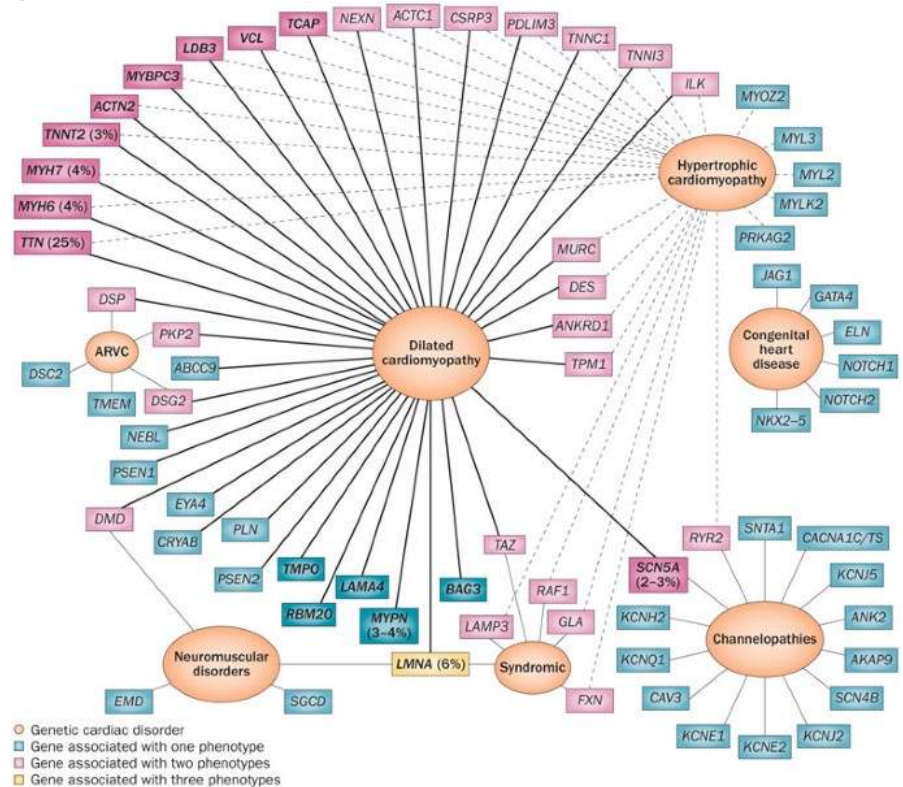 TCAP
NEXN
ACTC1
CSRP3
PDLIM3
TNNC1
TNNI3
ILK
VCL
LDB3
MYBPC3
ACTN2
TNNT2 (3%)
MYH7 (4%)
MYH6 (4%)
TTN (25%)
MYOZ2
MYL3
MYL2
MYLK2
PRKAG2
Hypertrophic
cardiomyopathy
MURC
DES
ANKRD1
TPM1
JAG1
GATA4
ELN
NOTCH1
NOTCH2
NKX2–5
Congenital
heart
disease
Dilated
cardiomyopathy
DSP
PKP2
ARVC
ABCC9
DSC2
TMEM
DSG2
NEBL
PSEN1
EYA4
DMD
CRYAB
PLN
PSEN2
TMPO
LAMA4
RBM20
MYPN
(3–4%)
BAG3
TAZ
RAF1
GLA
LAMP3
SCN5A
(2–3%)
RYR2
SNTA1
CACNA1C/TS
KCNJ5
ANK2
AKAP9
SCN4B
KCNJ2
KCNE2
KCNE1
CAV3
KCNQ1
KCNH2
Channelopathies
Neuromuscular
disorders
LMNA (6%)
Syndromic
FXN
EMD
SGCD
Genetic cardiac disorder
Gene associated with one phenotype
Gene associated with two phenotypes
Gene associated with three phenotypes